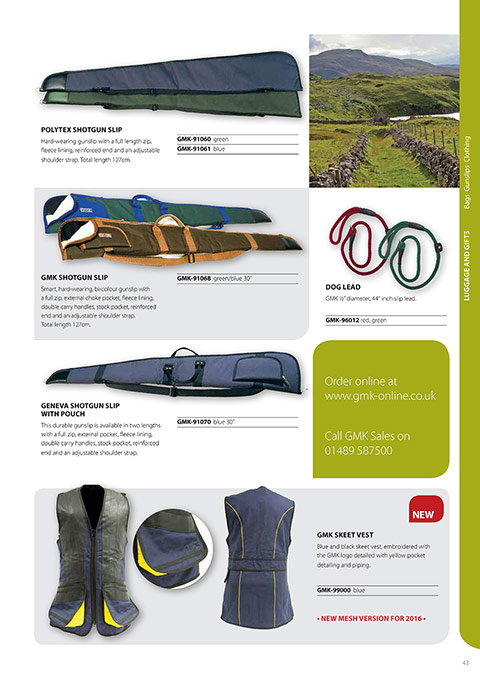 POLYTEX SHOTGUN SLIP
Hard-wearing gunslip with a full length zip,
fleece lining, reinforced end and an adjustable
shoulder strap. Total length 127cm.
GMK-91060 green
GMK-91061 blue
GMK SHOTGUN SLIP
Smart, hard-wearing, bi-colour gunslip with
a full zip, external choke pocket, fleece lining,
double carry handles, stock pocket, reinforced
end and an adjustable shoulder strap.
Total length 127cm.
GMK-91068 green/blue 30"
DOG LEAD
GMK ½" diameter, 44" inch slip lead.
GMK-96012 red, green
GENEVA SHOTGUN SLIP
WITH POUCH
This durable gunslip is available in two lengths
with a full zip, external pocket, fleece lining,
double carry handles, stock pocket, reinforced
end and an adjustable shoulder strap.
GMK-91070 blue 30"
Order online at
www.gmk-online.co.uk
Call GMK Sales on
01489 587500
NEW
GMK SKEET VEST
Blue and black skeet vest, embroidered with
the GMK logo detailed with yellow pocket
detailing and piping.
GMK-99000 blue
• NEW MESH VERSION FOR 2016 •
LUGGAGE AND GIFTS Bags Gunslips Clothing
43